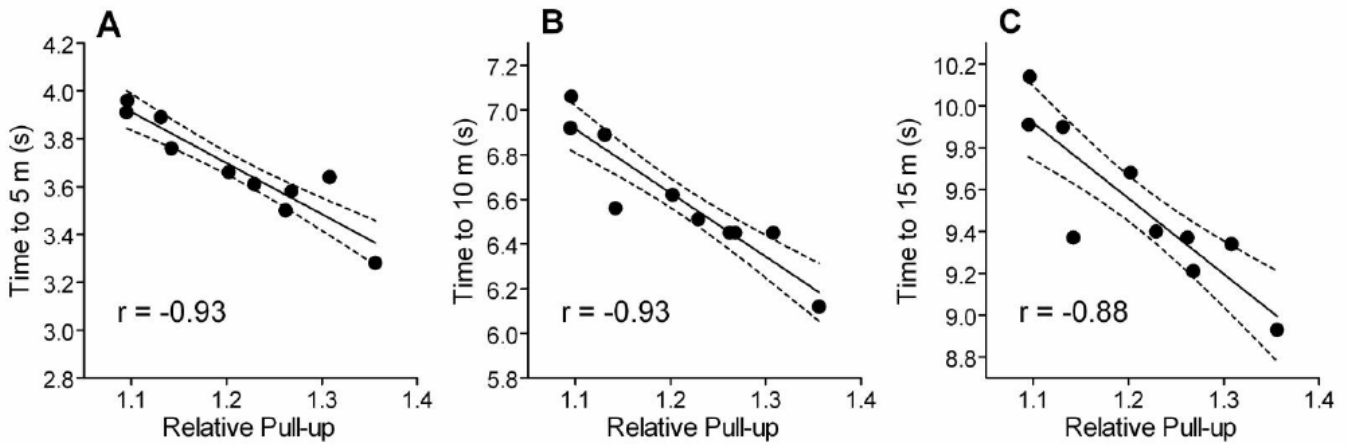 A
Time to 5 m (s)
4.2
4.0
3.8
3.6
3.4
3.2
3.0
2.8
r = -0.93
1.1 1.2 1.3 1.4
Relative Pull-up
B
Time to 10 m (s)
7.2
7.0
6.8
6.6
6.4
6.2
6.0
5.8
r = -0.93
1.1 1.2 1.3 1.4
Relative Pull-up
C
Time to 15 m (s)
10.2
10.0
9.8
9.6
9.4
9.2
9.0
8.8
r = -0.88
1.1 1.2 1.3 1.4
Relative Pull-up